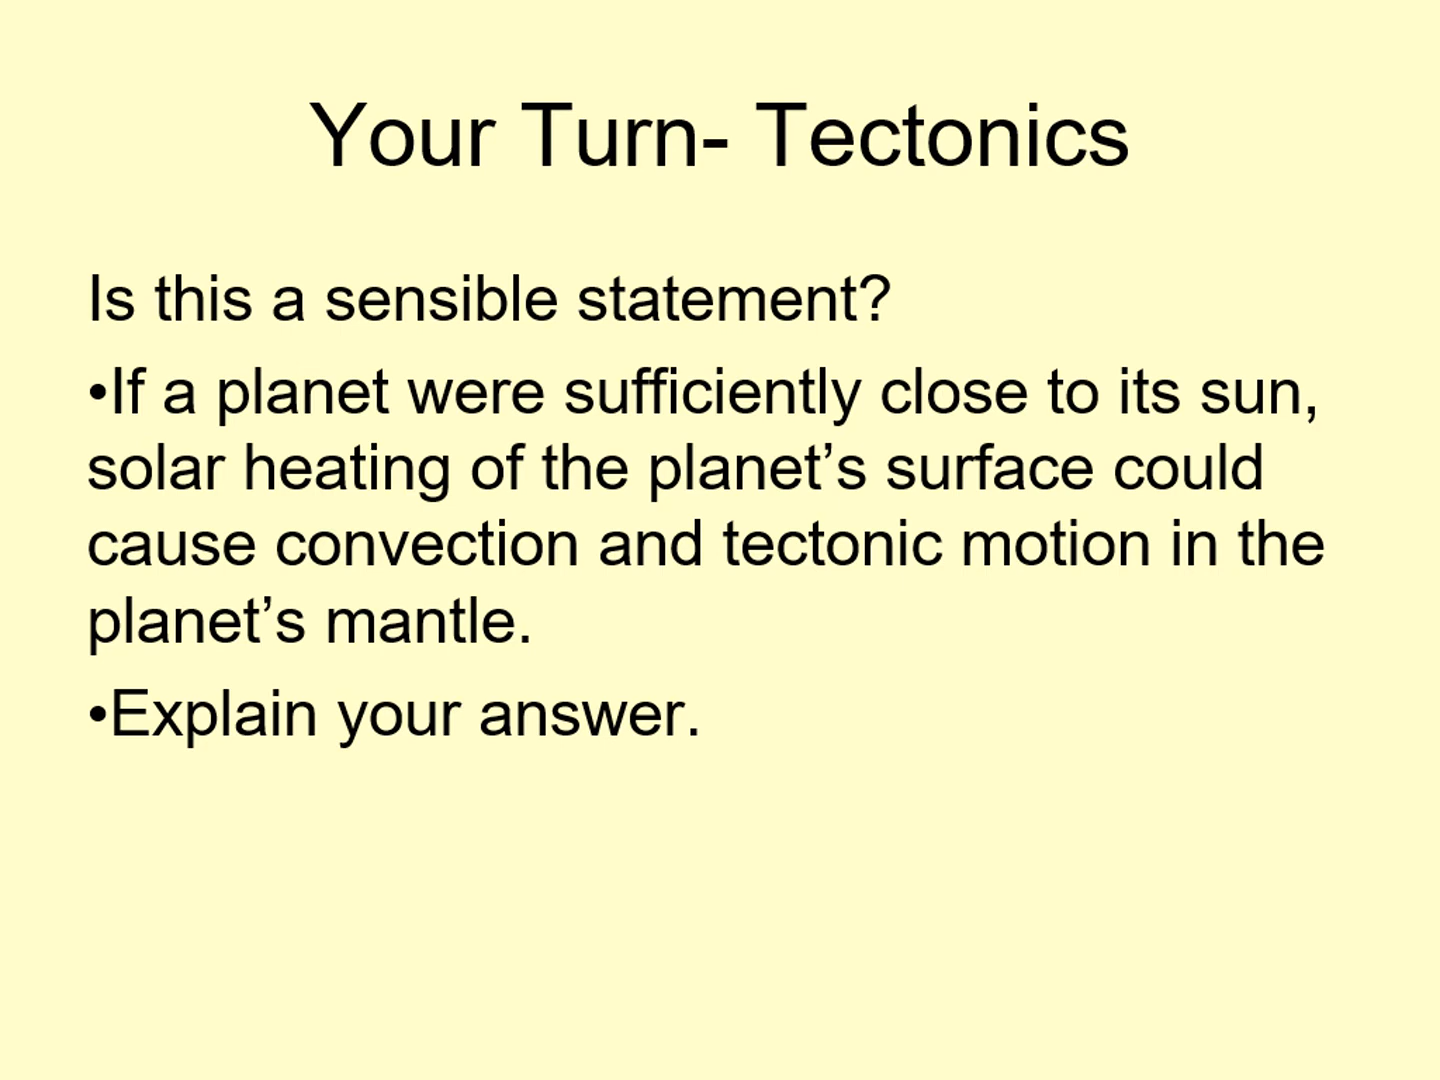 Your Turn- Tectonics
Is this a sensible statement?
•If a planet were sufficiently close to its sun,
solar heating of the planet’s surface could
cause convection and tectonic motion in the
planet’s mantle.
•Explain your answer.